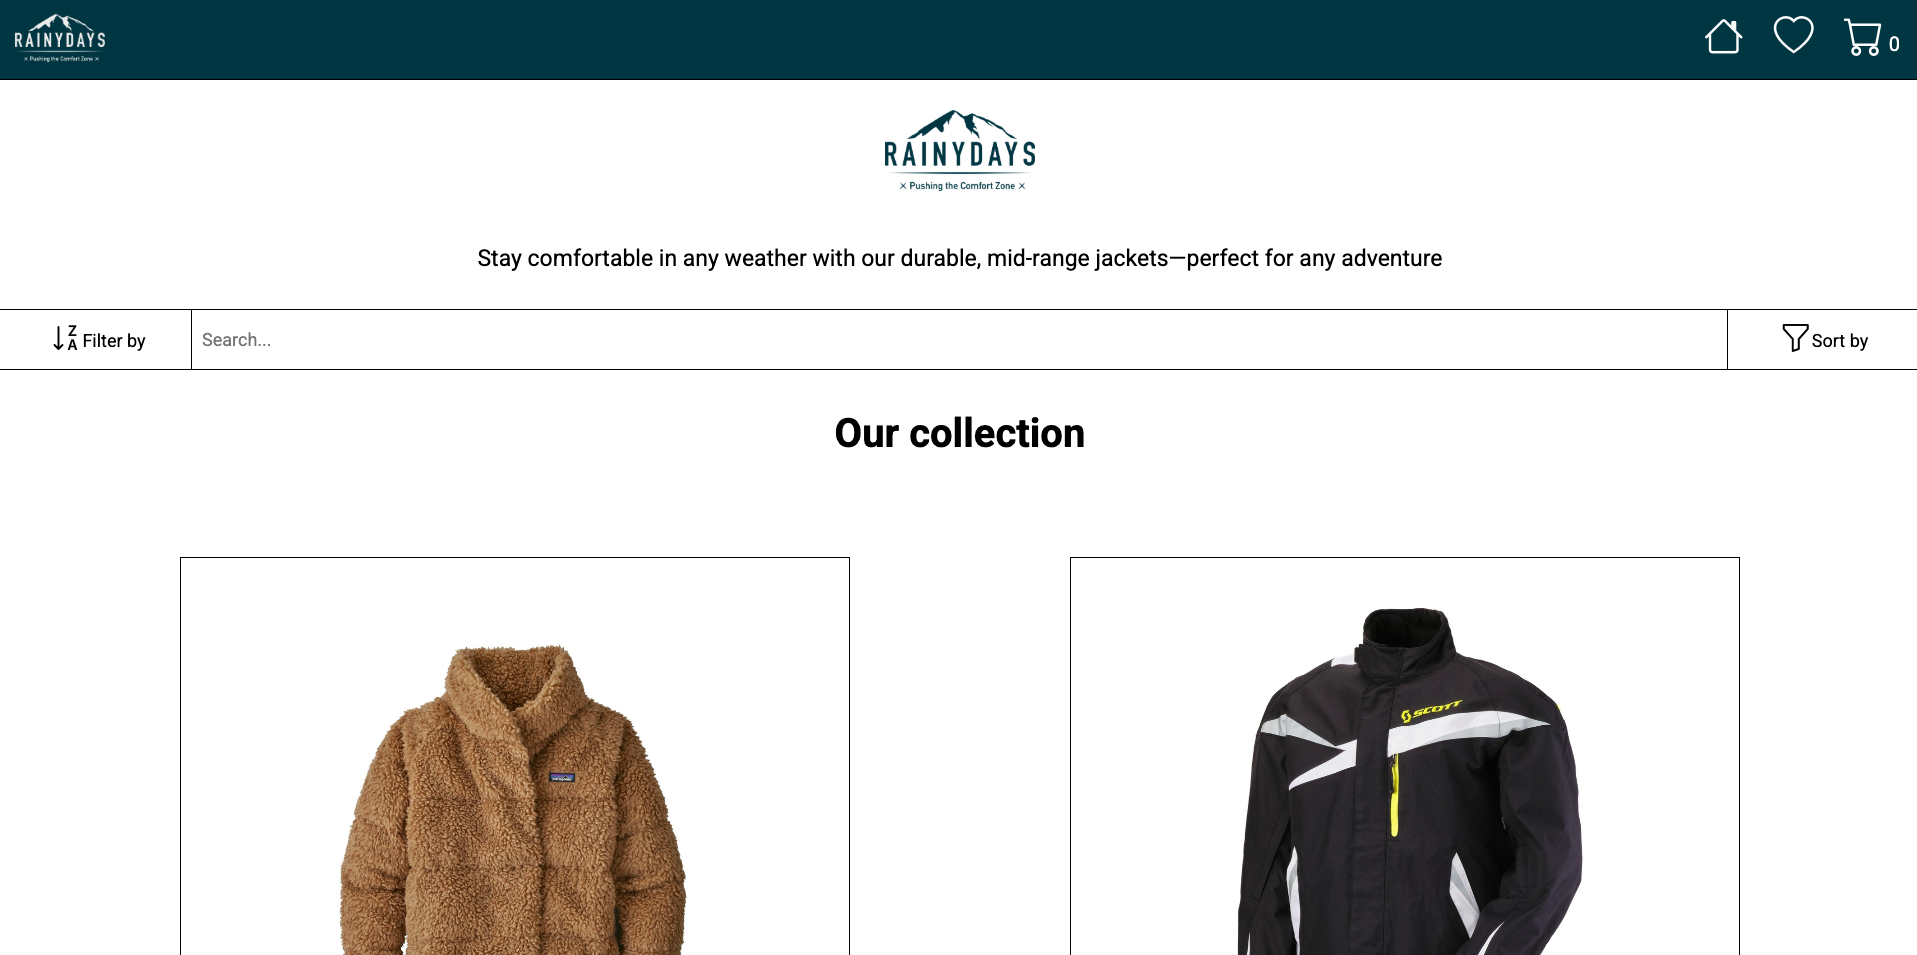 RAINYDAYS
× Pushing the Comfort Zone ×
0
RAINYDAYS
× Pushing the Comfort Zone ×
Stay comfortable in any weather with our durable, mid-range jackets—perfect for any adventure
Z
A Filter by
Search...
Sort by
Our collection
SCOTT